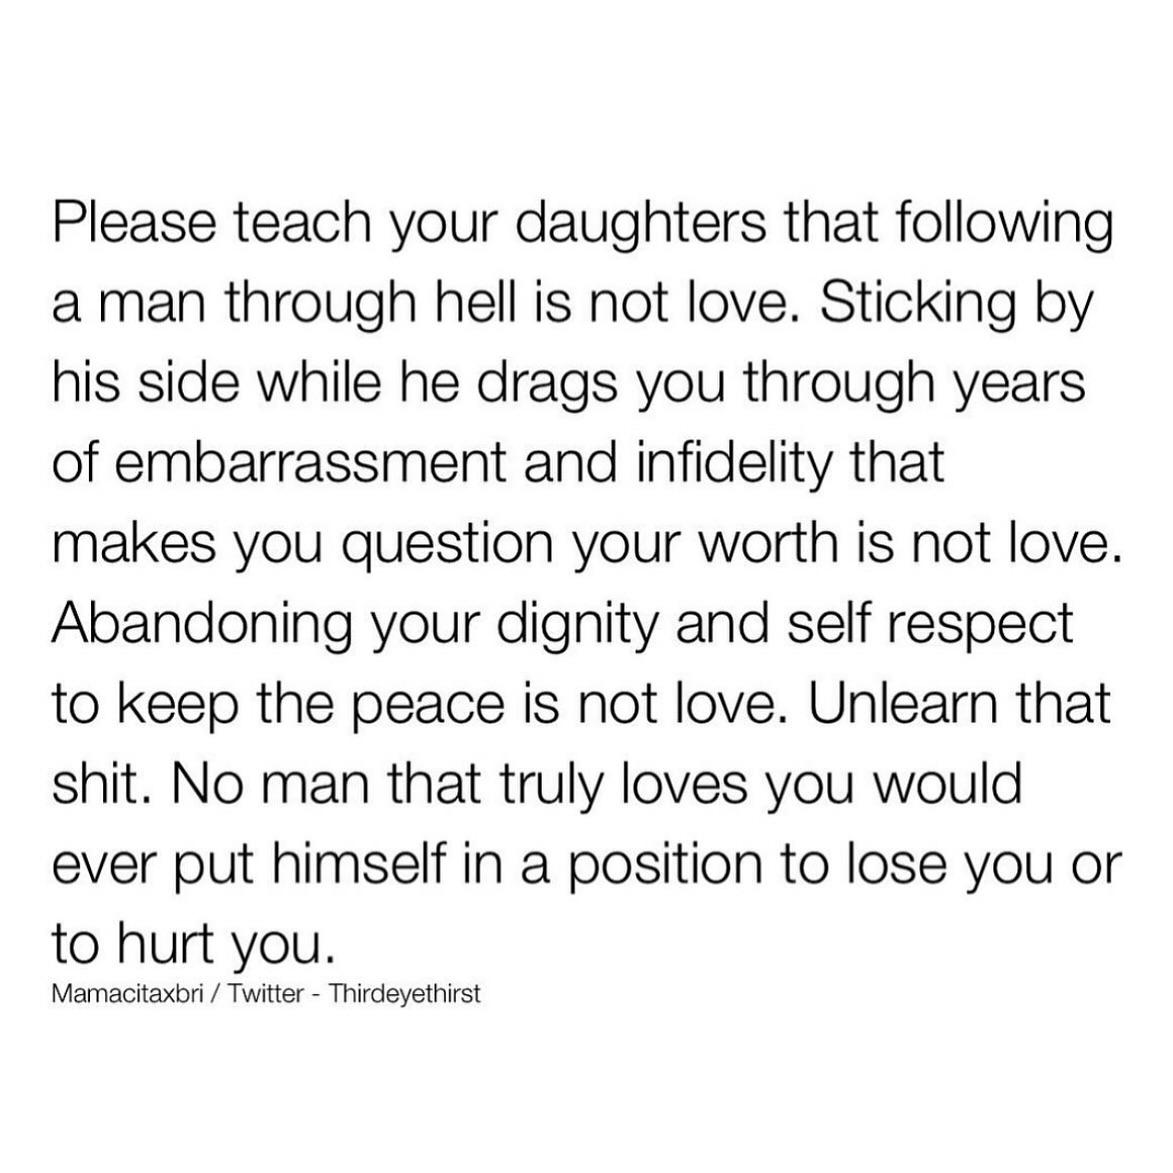 Please teach your daughters that following
a man through hell is not love. Sticking by
his side while he drags you through years
of embarrassment and infidelity that
makes you question your worth is not love.
Abandoning your dignity and self respect
to keep the peace is not love. Unlearn that
shit. No man that truly loves you would
ever put himself in a position to lose you or
to hurt you.
Mamacitaxbri / Twitter - Thirdeyethirst